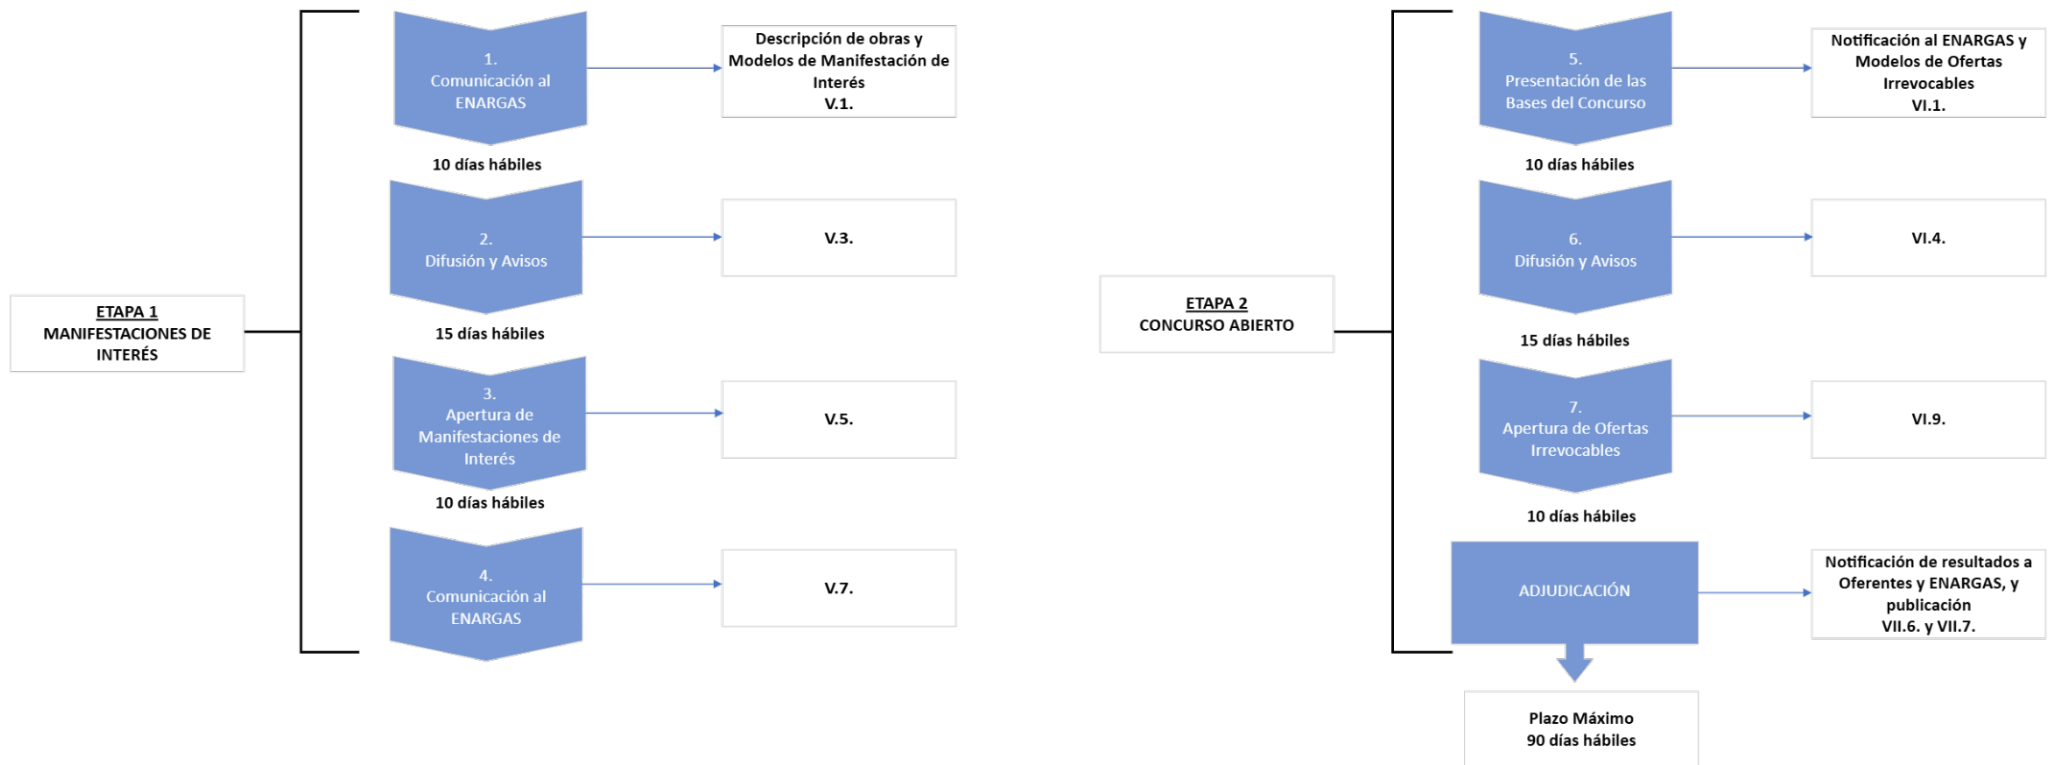 ETAPA 1
MANIFESTACIONES DE
INTERÉS
1.
Comunicación al
ENARGAS
Descripción de obras y
Modelos de Manifestación de
Interés
V.1.
10 días hábiles
2.
Difusión y Avisos
V.3.
15 días hábiles
3.
Apertura de
Manifestaciones de
Interés
V.5.
10 días hábiles
4.
Comunicación al
ENARGAS
V.7.
ETAPA 2
CONCURSO ABIERTO
5.
Presentación de las
Bases del Concurso
Notificación al ENARGAS y
Modelos de Ofertas
Irrevocables
VI.1.
10 días hábiles
6.
Difusión y Avisos
VI.4.
15 días hábiles
7.
Apertura de Ofertas
Irrevocables
VI.9.
10 días hábiles
ADJUDICACIÓN
Notificación de resultados a
Oferentes y ENARGAS, y
publicación
VII.6. y VII.7.
Plazo Máximo
90 días hábiles